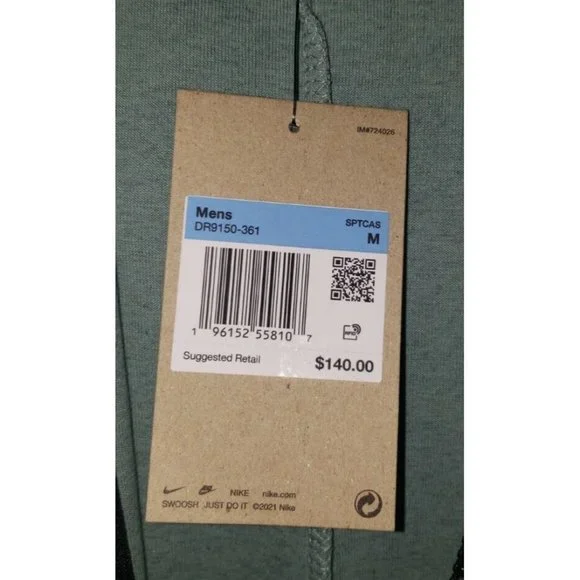 IM#724026
Mens SPTCAS
DR9150-361 M
1 96152 55810 7
RFID
Suggested Retail $140.00
NIKE nike.com
SWOOSH JUST DO IT ©2021 Nike